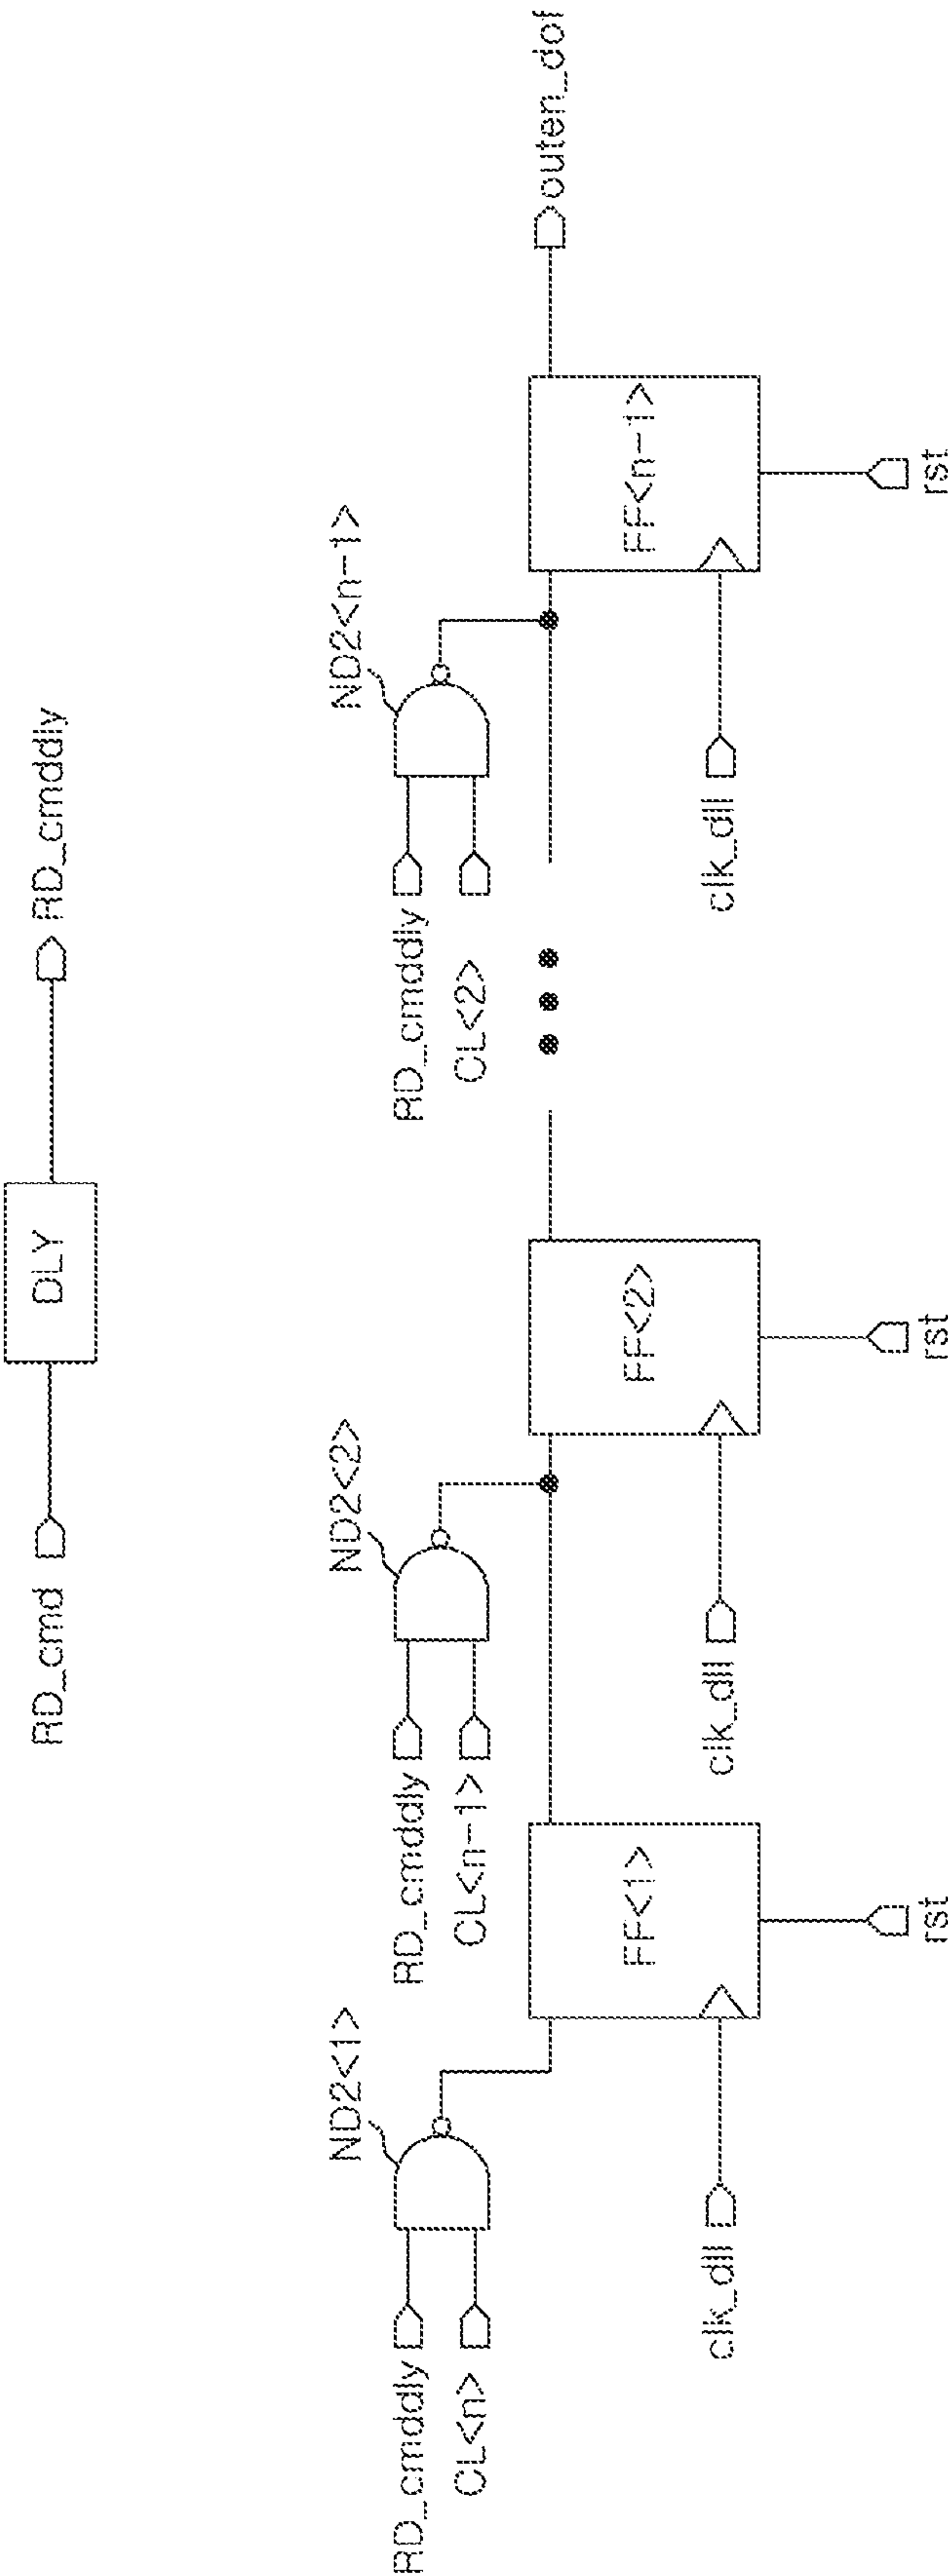 RD_cmd
DLY
RD_cmddly
ND2<1>
RD_cmddly
CL<n>
FF<1>
clk_dll
rst
ND2<2>
RD_cmddly
CL<n-1>
FF<2>
clk_dll
rst
ND2<n-1>
RD_cmddly
CL<2>
FF<n-1>
clk_dll
rst
outen_dof